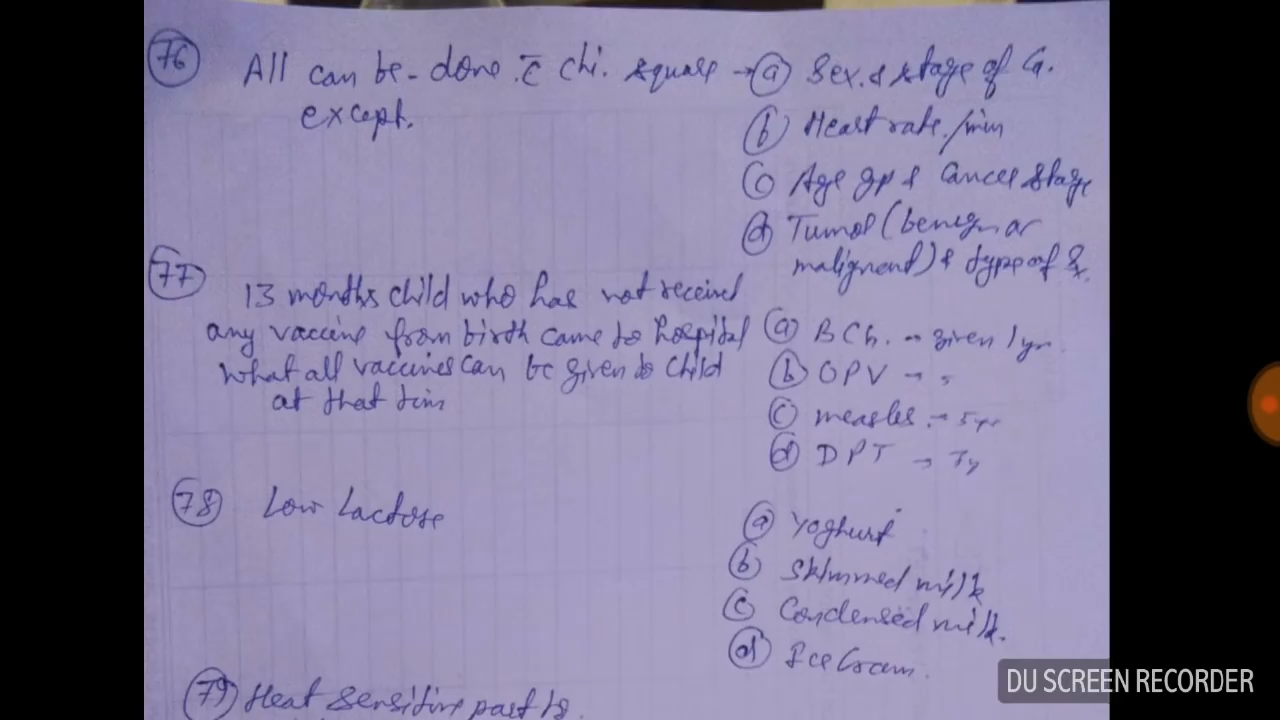 76 All can be done c̄ chi. square → a Sex & stage of Ca.
except.
b Heart rate/min
c Age gp & Cancer stage
d Tumor (benign or
malignant) & type of Sx.
77 13 months child who has not received
any vaccine from birth came to hospital
what all vaccines can be given to child
at that tim
a BCG. → given 1 yr
b OPV →
c measles → 5 yr
d DPT → 7y
78 Low Lactose
a Yoghurt
b Skimmed milk
c Condensed milk.
d Ice Cream.
79 Heat sensitive part to
DU SCREEN RECORDER